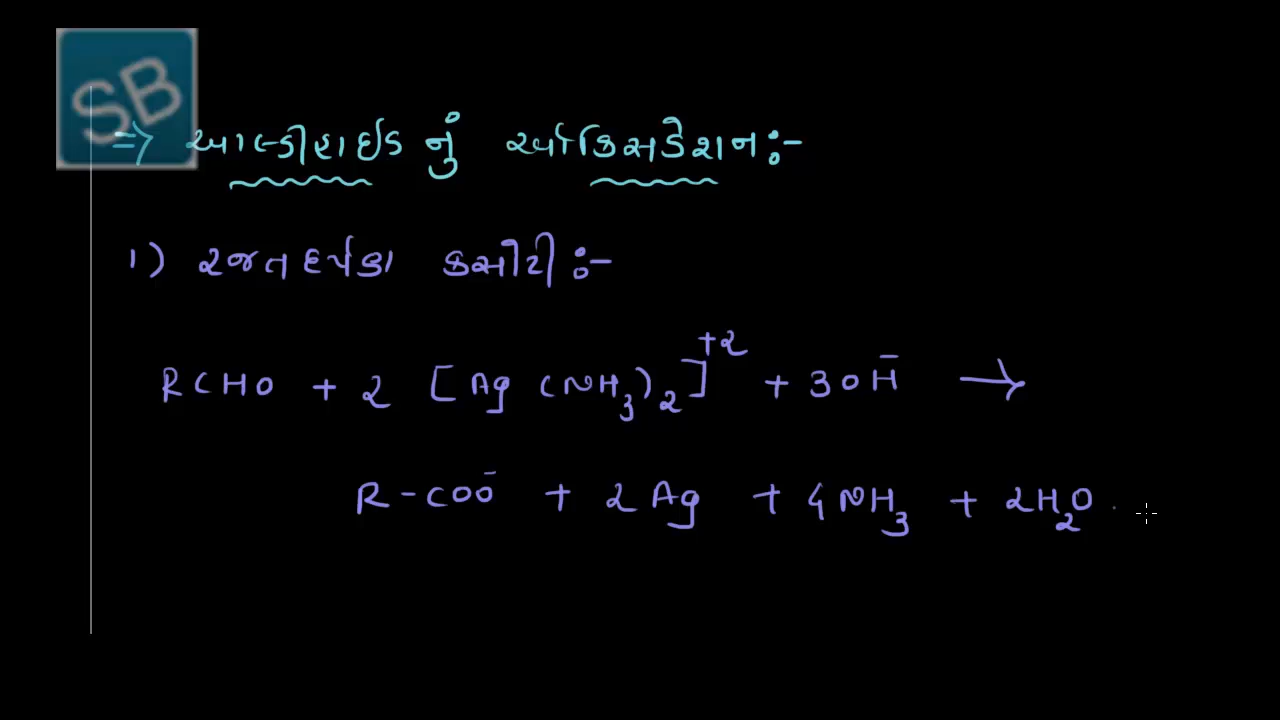 SB
⇒ આલ્ડીહાઇડ નું ઓક્સિડેશન:-
1) રજત દર્પણ કસોટી:-
RCHO + 2 [Ag (NH₃)₂]⁺² + 3OH⁻ →
R-COO⁻ + 2Ag + 4NH₃ + 2H₂O